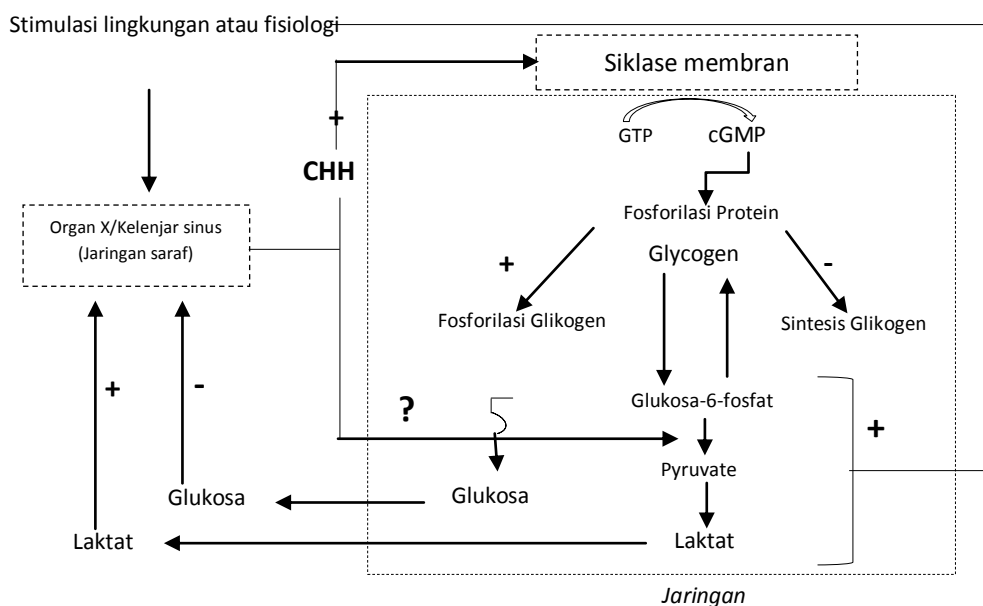 Stimulasi lingkungan atau fisiologi
Siklase membran
+
GTP
cGMP
CHH
Fosforilasi Protein
Organ X/Kelenjar sinus
(Jaringan saraf)
Glycogen
+
-
Fosforilasi Glikogen
Sintesis Glikogen
+
-
?
Glukosa-6-fosfat
+
Pyruvate
Glukosa
Glukosa
Laktat
Laktat
Jaringan